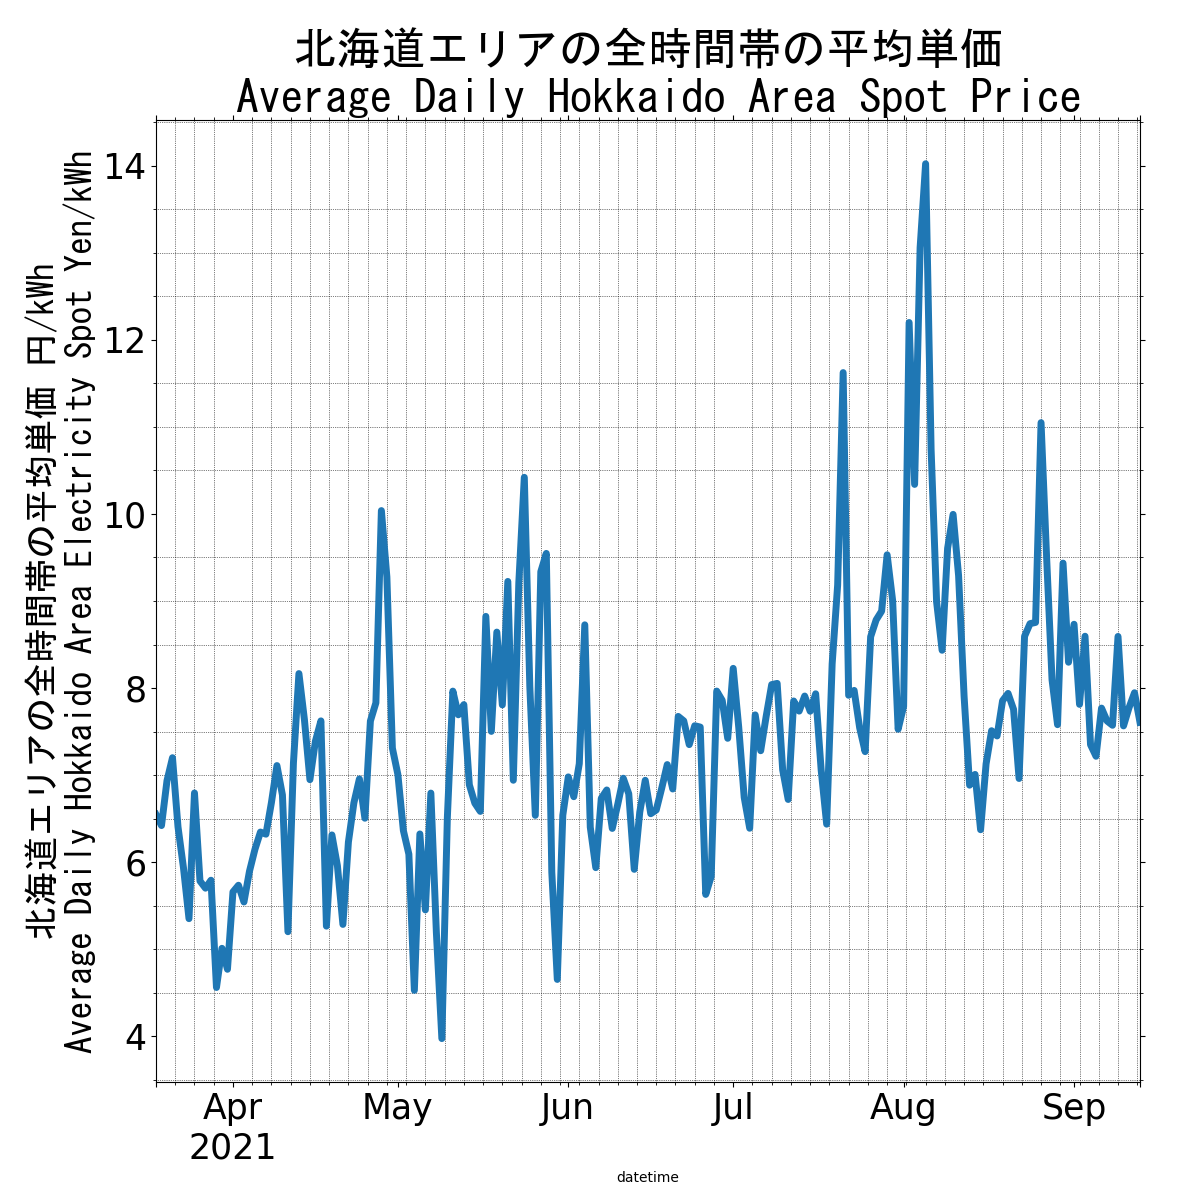 北海道エリアの全時間帯の平均単価
Average Daily Hokkaido Area Spot Price
北海道エリアの全時間帯の平均単価 円/kWh
Average Daily Hokkaido Area Electricity Spot Yen/kWh
14
12
10
8
6
4
Apr
2021
May
Jun
Jul
Aug
Sep
datetime